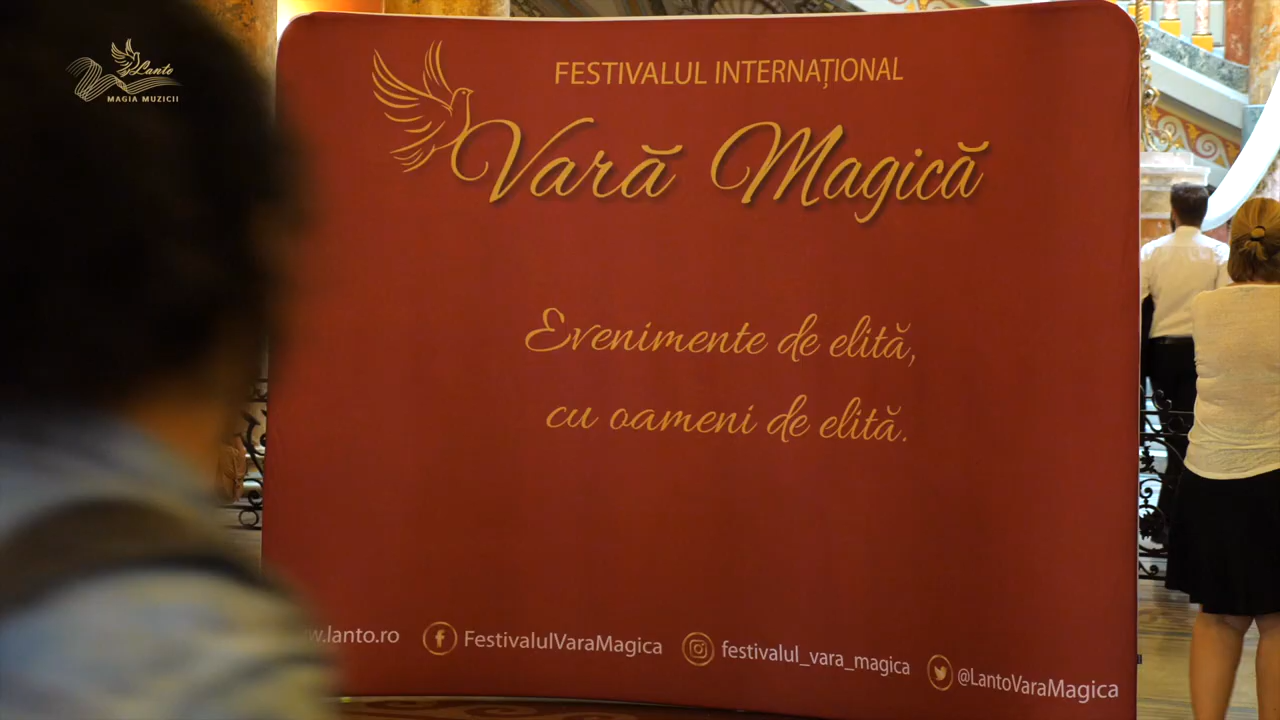 Lanto
MAGIA MUZICII
FESTIVALUL INTERNAȚIONAL
Vară Magică
Evenimente de elită,
cu oameni de elită.
w.lanto.ro FestivalulVaraMagica festivalul_vara_magica @LantoVaraMagica